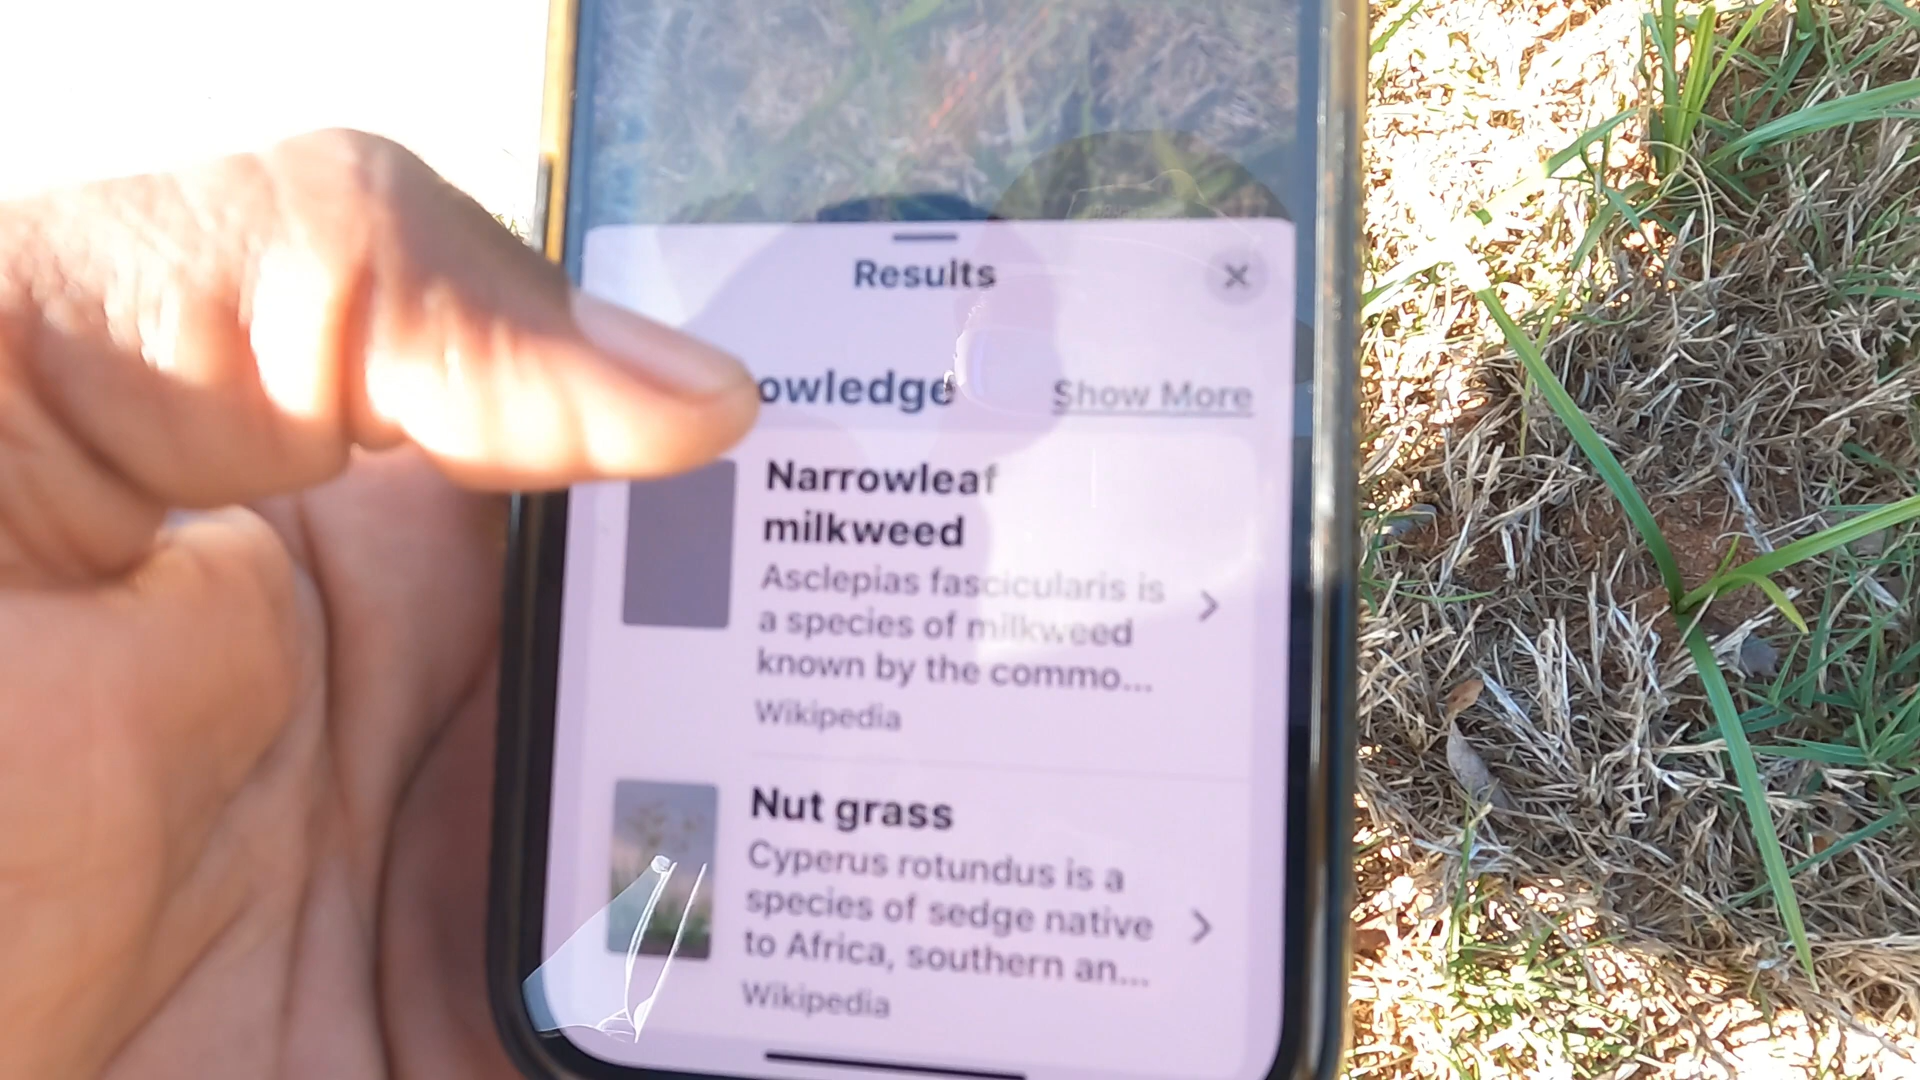 Results
owledge Show More
Narrowleaf
milkweed
Asclepias fascicularis is
a species of milkweed
known by the commo...
Wikipedia
Nut grass
Cyperus rotundus is a
species of sedge native
to Africa, southern an...
Wikipedia